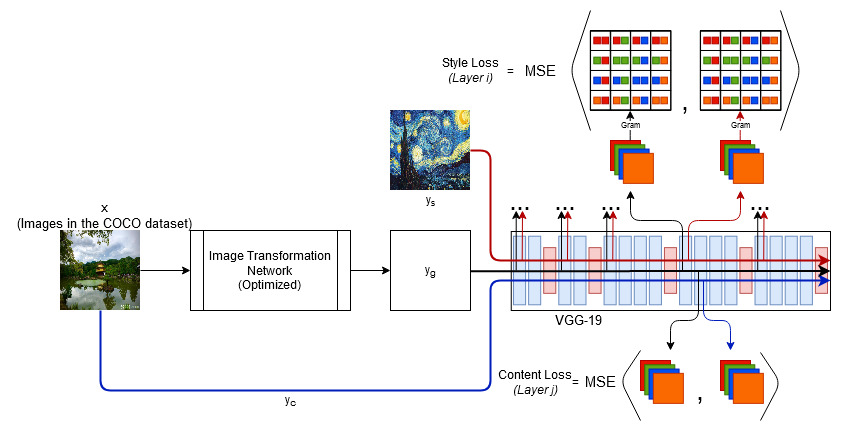 Style Loss
(Layer i)
= MSE
,
Gram
Gram
y_s
x
(Images in the COCO dataset)
...
...
...
...
Image Transformation
Network
(Optimized)
y_g
VGG-19
Content Loss
(Layer j)
= MSE
,
y_c